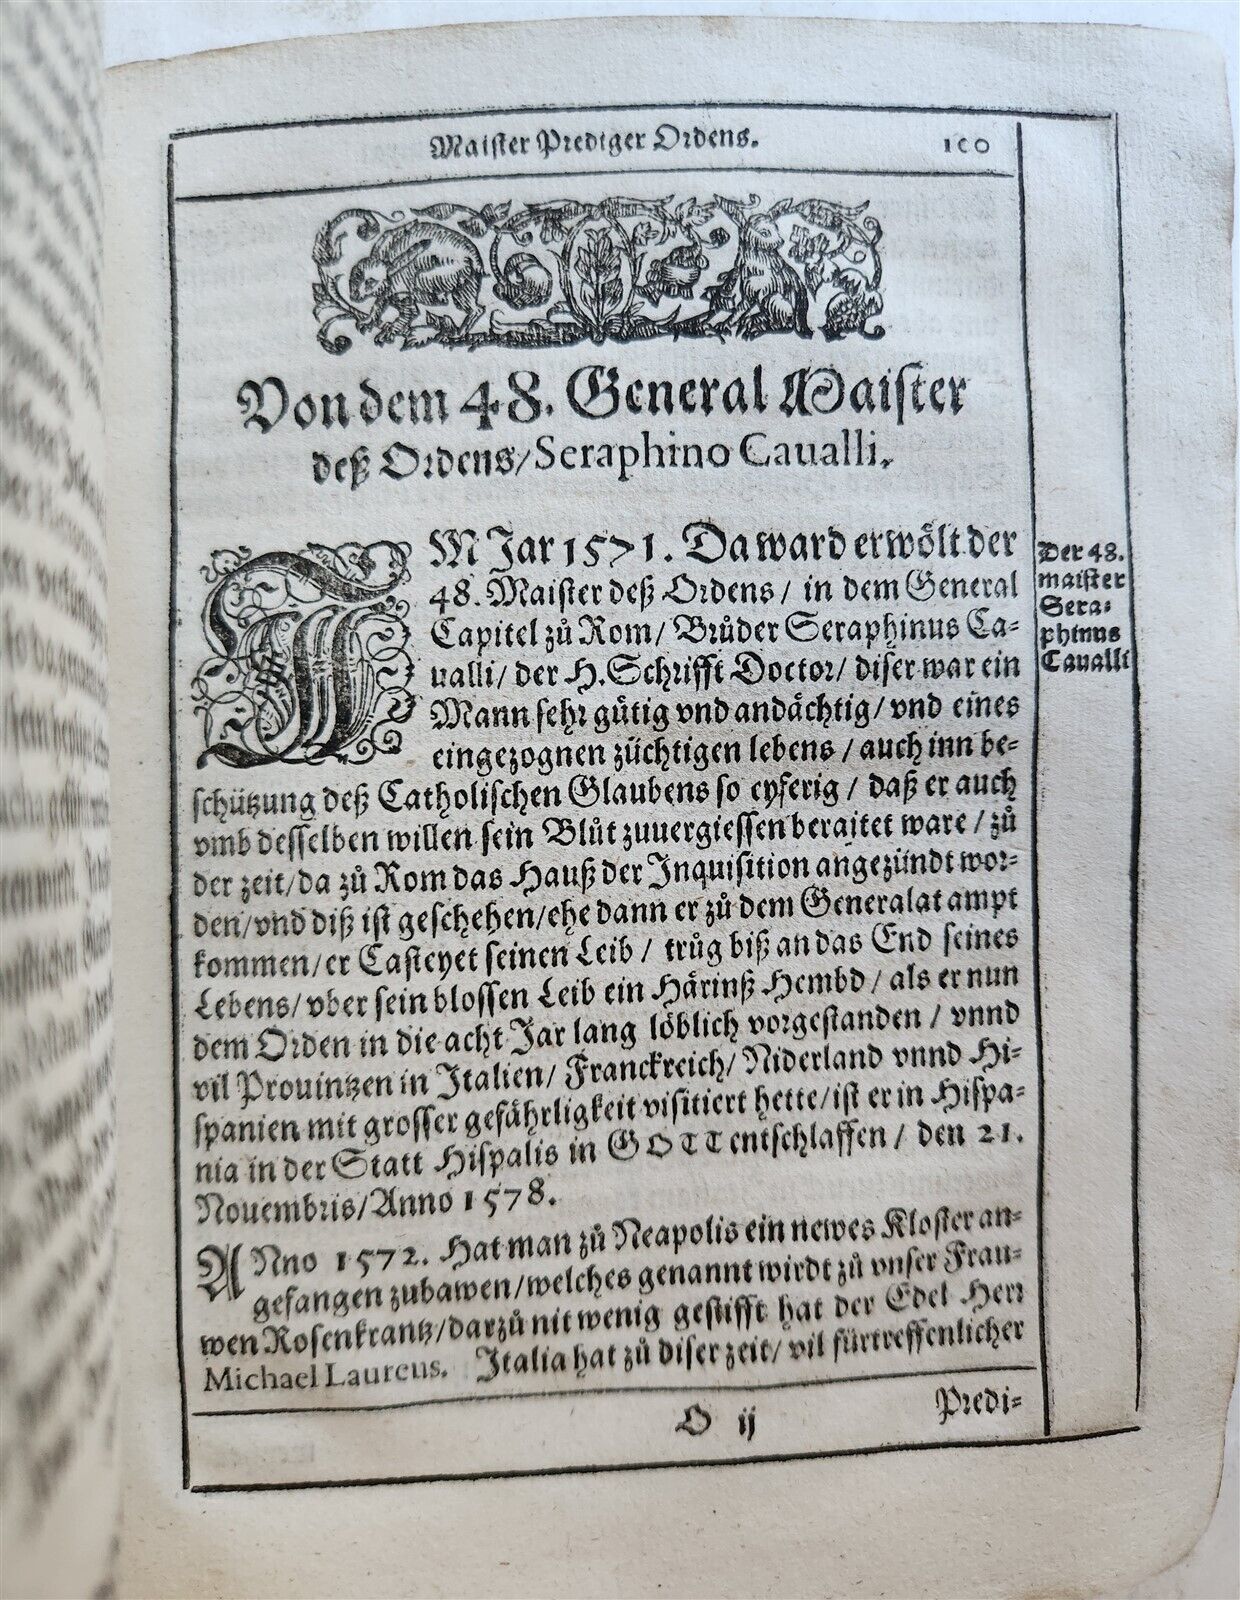 Maister Prediger Ordens. 100
Von dem 48. General Maister
deß Ordens/Seraphino Caualli.
IM Jar 1571. Da ward erwölt der
48. Maister deß Ordens/ in dem General
Capitel zů Rom/ Brůder Seraphinus Ca-
ualli/ der H. Schrifft Doctor/ diser war ein
Mann sehr gütig vnd andächtig/ vnd eines
eingezognen züchtigen lebens / auch inn be-
schützung deß Catholischen Glaubens so eyferig / daß er auch
vmb desselben willen sein Blůt zuuergiessen beraitet ware / zů
der zeit/ da zů Rom das Hauß der Inquisition angezündt wor-
den/ vnd diß ist geschehen/ehe dann er zů dem Generalat ampt
kommen/ er Casteyet seinen Leib / trůg biß an das End seines
Lebens/ vber sein blossen Leib ein Härinß Hembd / als er nun
dem Orden in die acht Jar lang löblich vorgestanden / vnnd
vil Prouintzen in Italien/ Franckreich/ Niderland vnnd Hi-
spanien mit grosser gefährligkeit visitiert hette/ist er in Hispa-
nia in der Statt Hispalis in GOTT entschlaffen / den 21.
Nouembris/Anno 1578.
ANno 1572. Hat man zů Neapolis ein newes Kloster an-
gefangen zubawen/welches genannt wirdt zů vnser Frau-
wen Rosenkrantz/darzů nit wenig gestifft hat der Edel Herr
Michael Laureus. Italia hat zů diser zeit/ vil fürtreffenlicher
O ij Predi-
Der 48.
maister
Sera-
phinus
Caualli